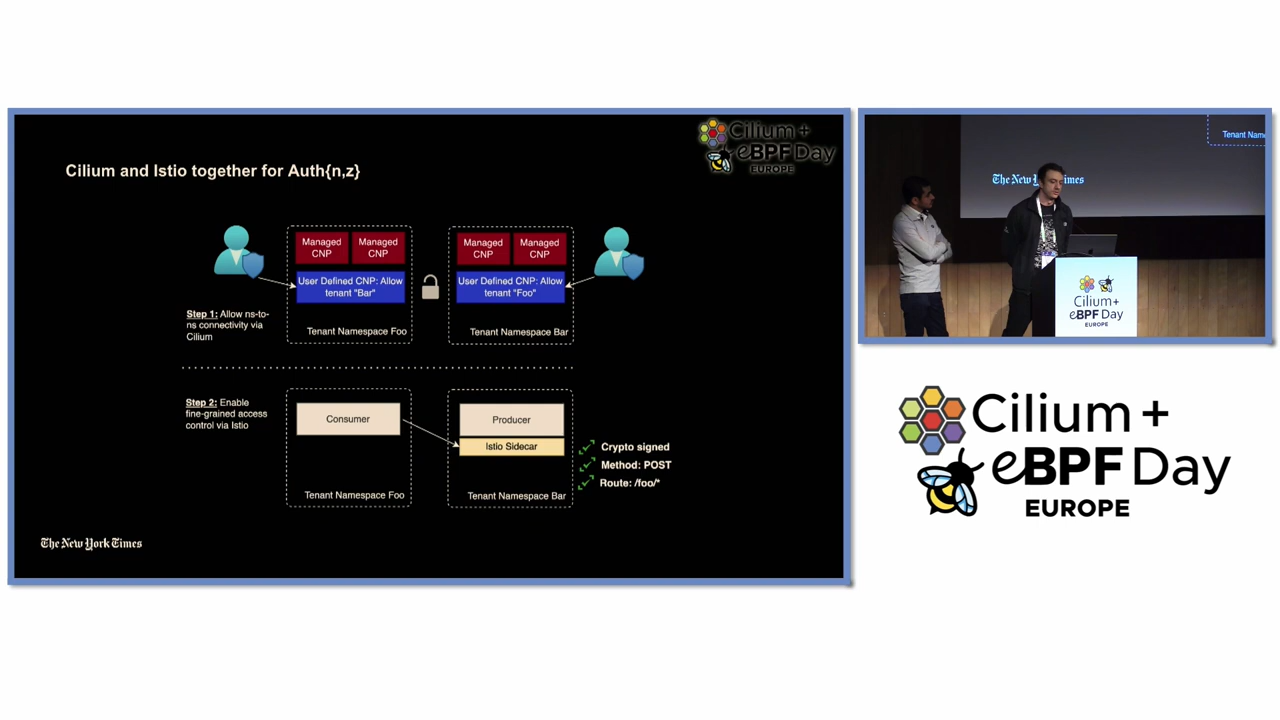 Cilium +
eBPF Day
EUROPE
Cilium and Istio together for Auth{n,z}
Managed
CNP
Managed
CNP
User Defined CNP: Allow
tenant "Bar"
Tenant Namespace Foo
Managed
CNP
Managed
CNP
User Defined CNP: Allow
tenant "Foo"
Tenant Namespace Bar
Step 1: Allow ns-to-
ns connectivity via
Cilium
Step 2: Enable
fine-grained access
control via Istio
Consumer
Tenant Namespace Foo
Producer
Istio Sidecar
Tenant Namespace Bar
Crypto signed
Method: POST
Route: /foo/*
The New York Times
Tenant Nam
The New York Times
Cilium+
eBPF Day
EUROPE
Cilium +
eBPF Day
EUROPE